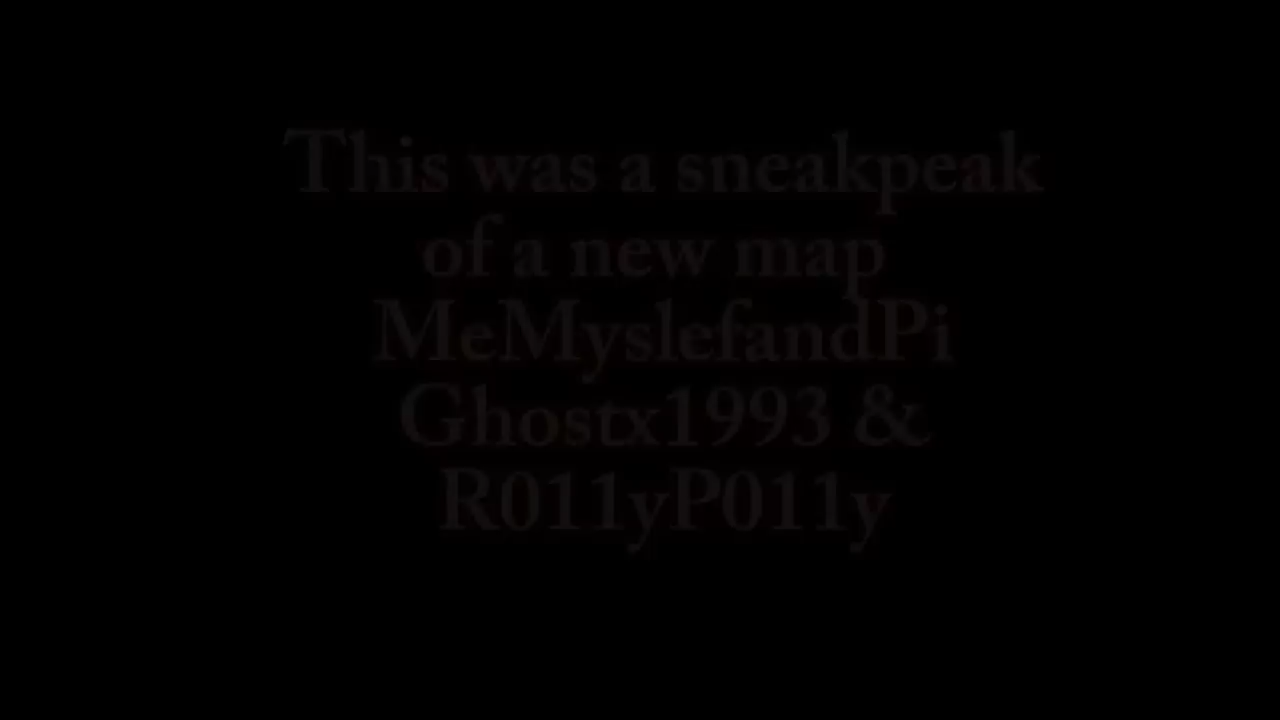 This was a sneakpeak
of a new map
MeMyslefandPi
Ghostx1993 &
R011yP011y